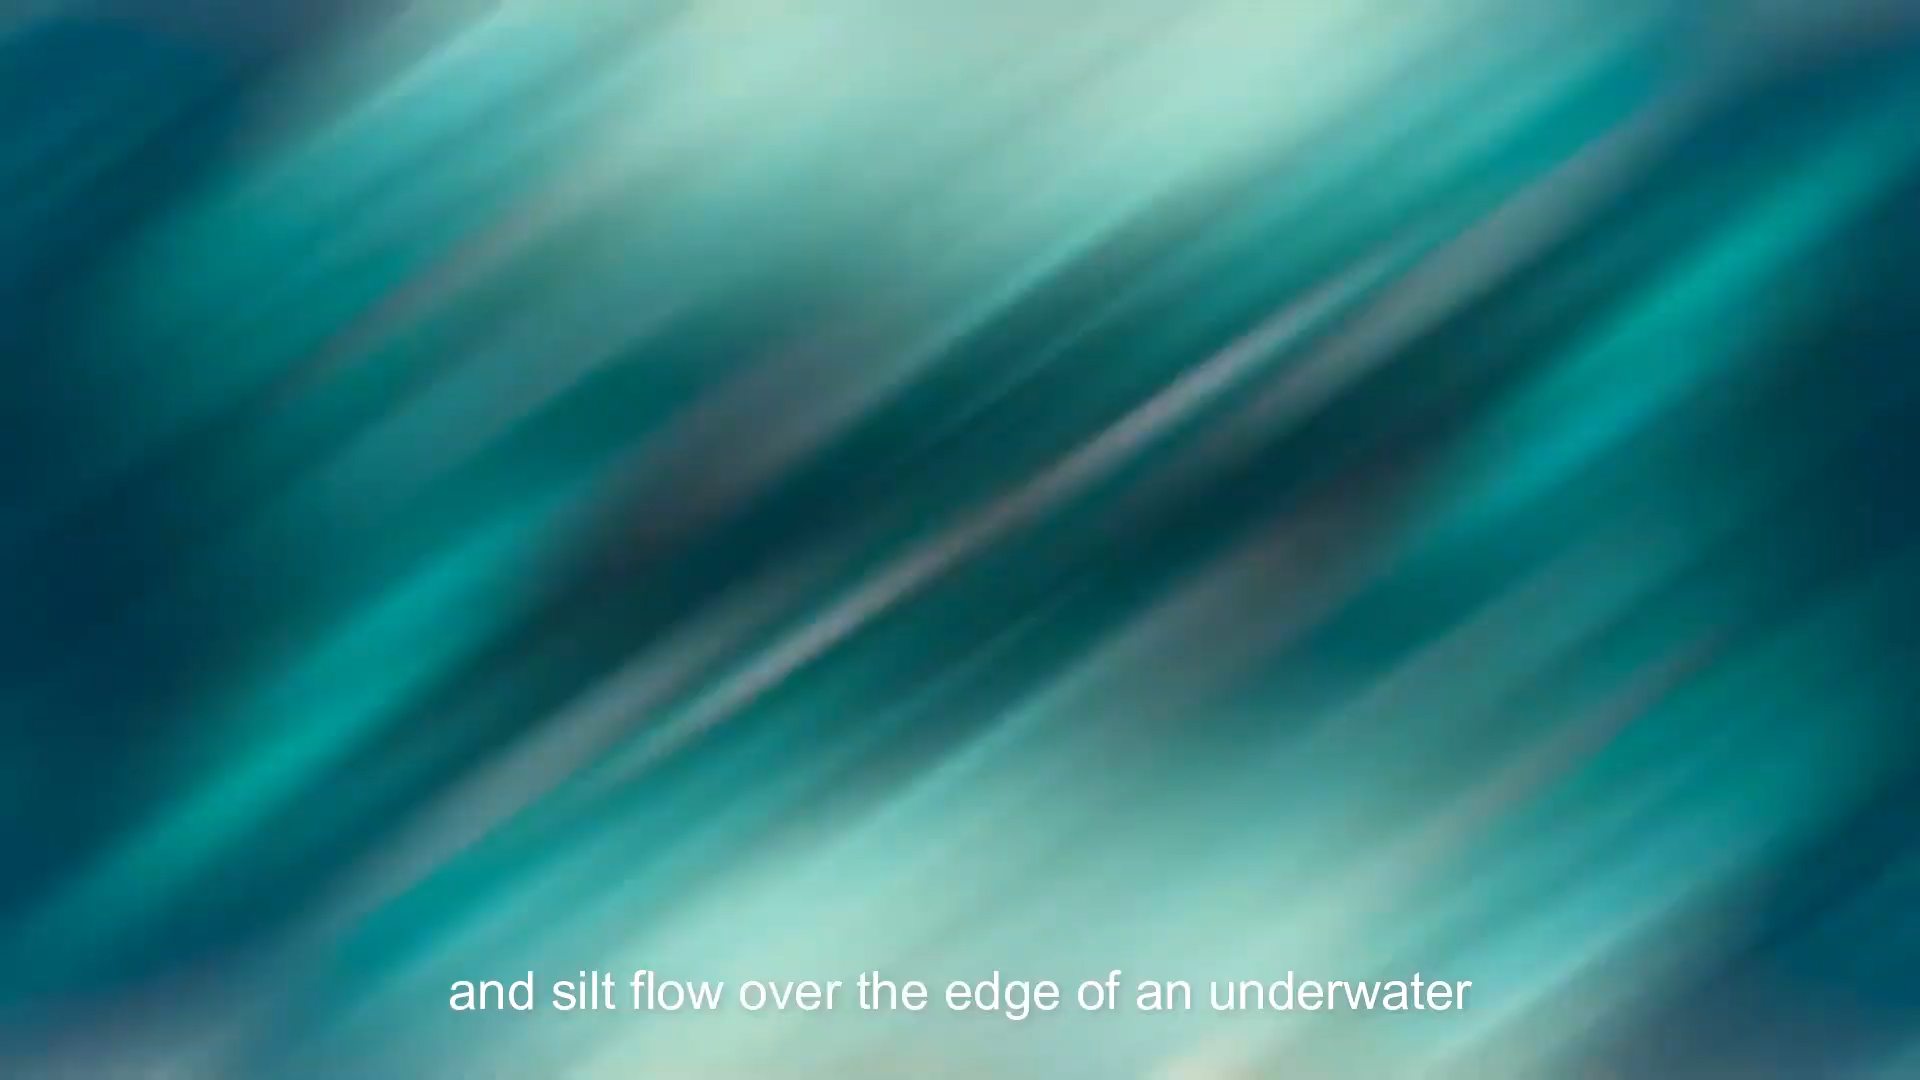 and silt flow over the edge of an underwater